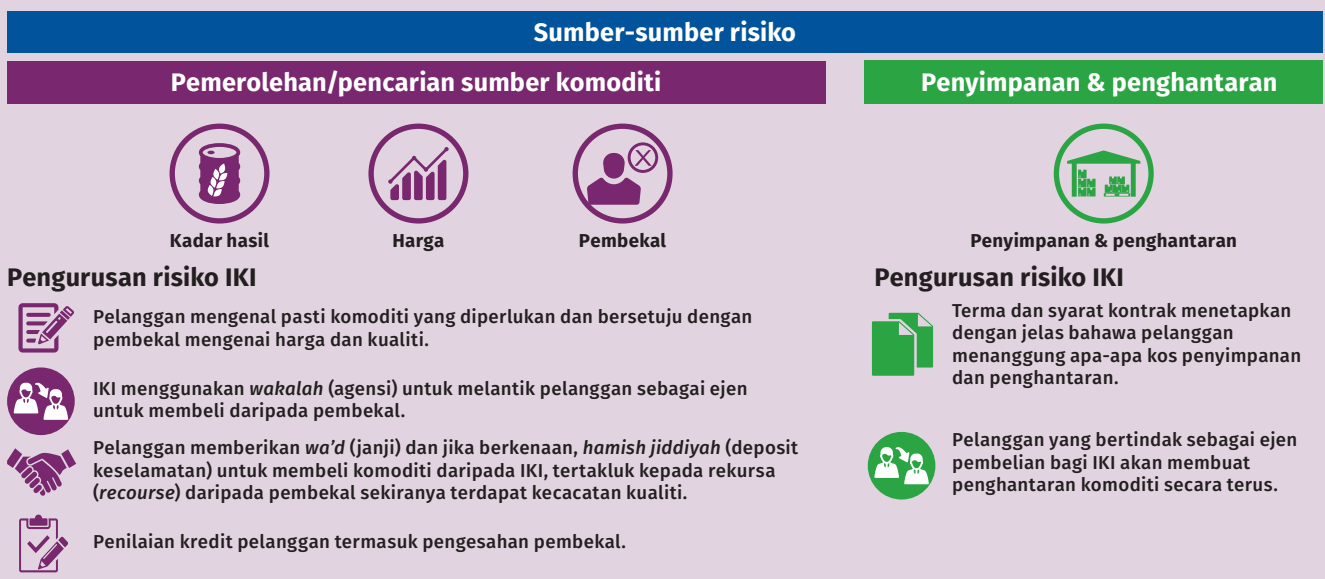 Sumber-sumber risiko
Pemerolehan/pencarian sumber komoditi
Kadar hasil
Harga
Pembekal
Pengurusan risiko IKI
Pelanggan mengenal pasti komoditi yang diperlukan dan bersetuju dengan
pembekal mengenai harga dan kualiti.
IKI menggunakan wakalah (agensi) untuk melantik pelanggan sebagai ejen
untuk membeli daripada pembekal.
Pelanggan memberikan wa’d (janji) dan jika berkenaan, hamish jiddiyah (deposit
keselamatan) untuk membeli komoditi daripada IKI, tertakluk kepada rekursa
(recourse) daripada pembekal sekiranya terdapat kecacatan kualiti.
Penilaian kredit pelanggan termasuk pengesahan pembekal.
Penyimpanan & penghantaran
Penyimpanan & penghantaran
Pengurusan risiko IKI
Terma dan syarat kontrak menetapkan
dengan jelas bahawa pelanggan
menanggung apa-apa kos penyimpanan
dan penghantaran.
Pelanggan yang bertindak sebagai ejen
pembelian bagi IKI akan membuat
penghantaran komoditi secara terus.